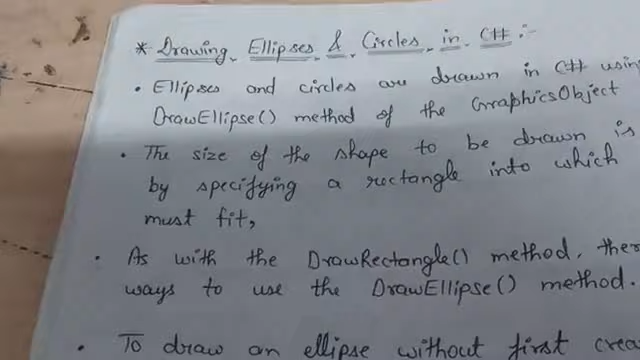 * Drawing Ellipses & Circles in C# :-
• Ellipses and circles are drawn in C# using
DrawEllipse() method of the GraphicsObject
• The size of the shape to be drawn is
by specifying a rectangle into which
must fit,
• As with the DrawRectangle() method, ther
ways to use the DrawEllipse() method.
• To draw an ellipse without first crea